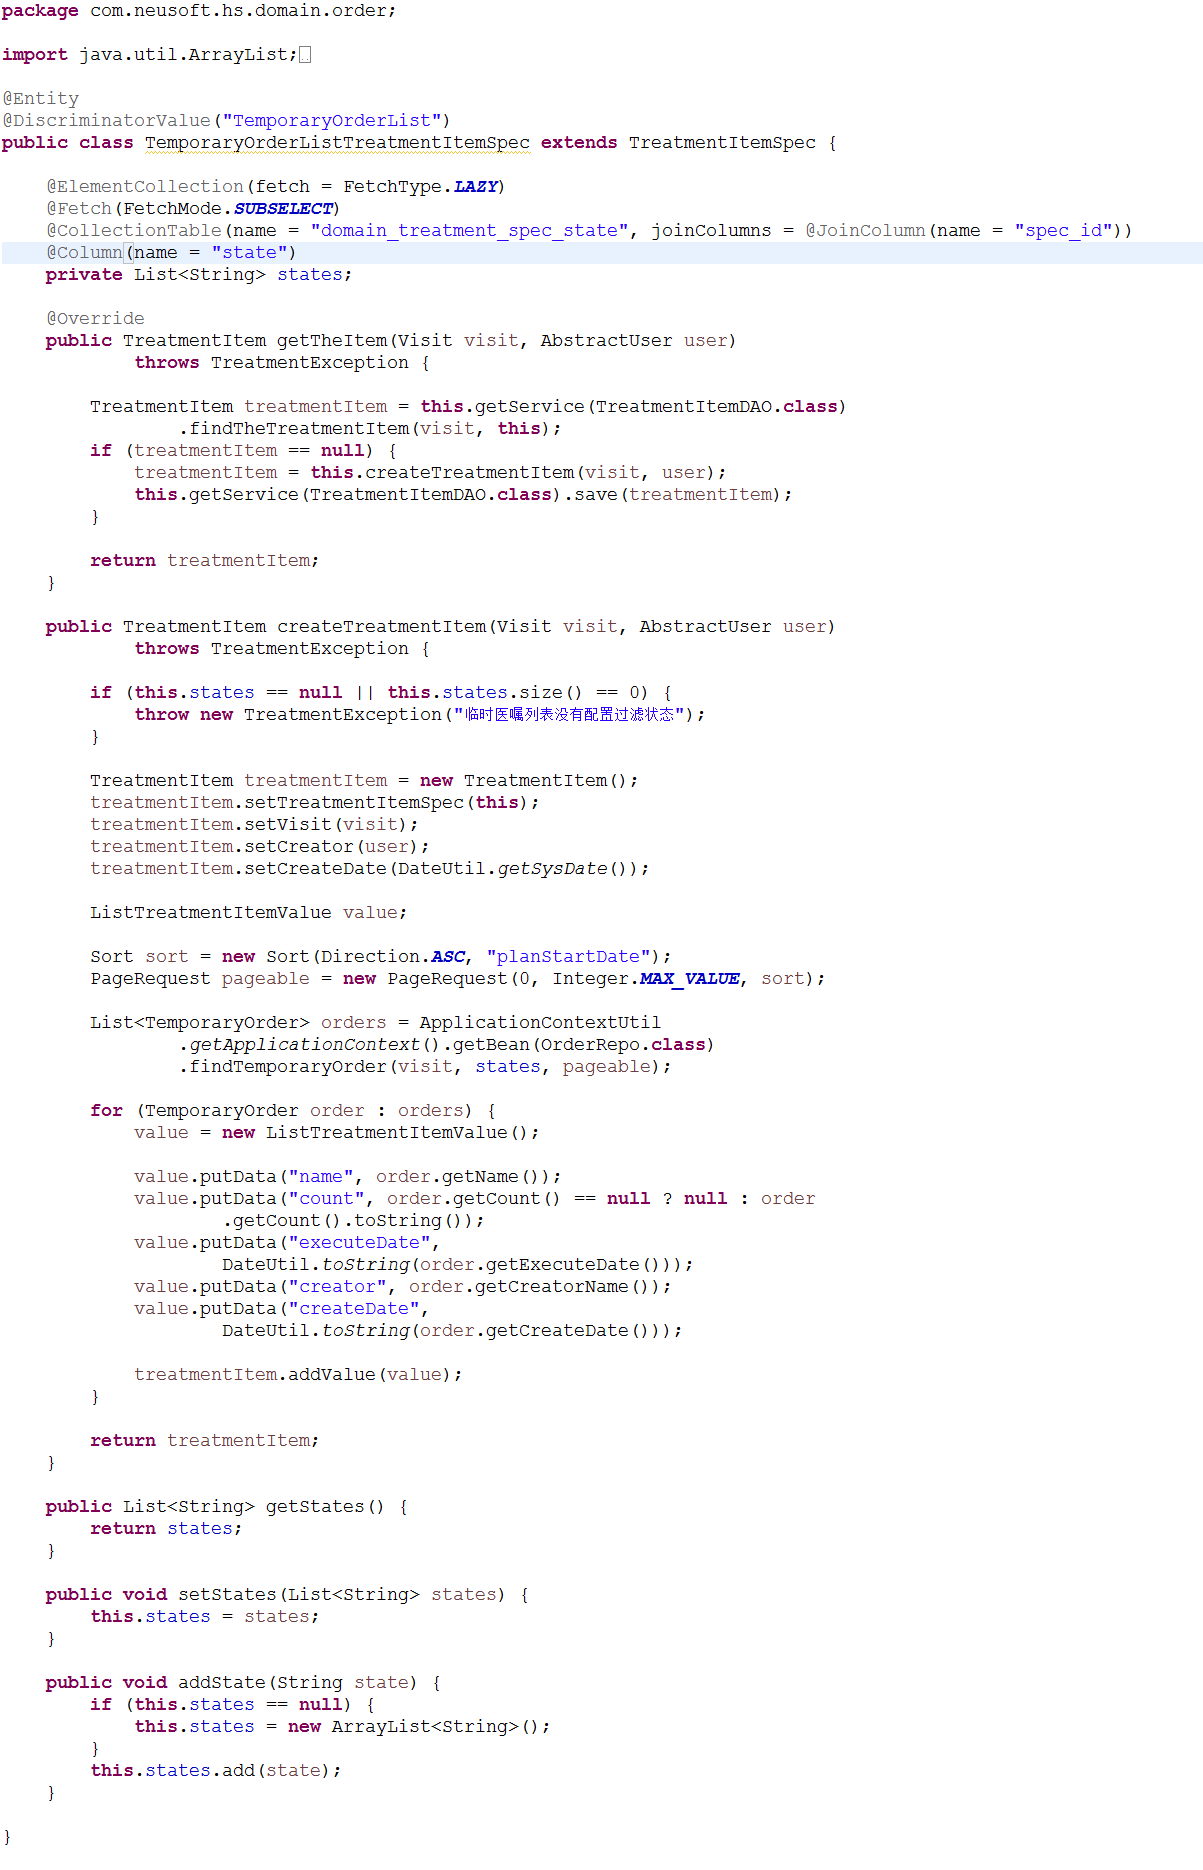 package com.neusoft.hs.domain.order;
import java.util.ArrayList;
@Entity
@DiscriminatorValue("TemporaryOrderList")
public class TemporaryOrderListTreatmentItemSpec extends TreatmentItemSpec {
@ElementCollection(fetch = FetchType.LAZY)
@Fetch(FetchMode.SUBSELECT)
@CollectionTable(name = "domain_treatment_spec_state", joinColumns = @JoinColumn(name = "spec_id"))
@Column(name = "state")
private List<String> states;
@Override
public TreatmentItem getTheItem(Visit visit, AbstractUser user)
throws TreatmentException {
TreatmentItem treatmentItem = this.getService(TreatmentItemDAO.class)
.findTheTreatmentItem(visit, this);
if (treatmentItem == null) {
treatmentItem = this.createTreatmentItem(visit, user);
this.getService(TreatmentItemDAO.class).save(treatmentItem);
}
return treatmentItem;
}
public TreatmentItem createTreatmentItem(Visit visit, AbstractUser user)
throws TreatmentException {
if (this.states == null || this.states.size() == 0) {
throw new TreatmentException("临时医嘱列表没有配置过滤状态");
}
TreatmentItem treatmentItem = new TreatmentItem();
treatmentItem.setTreatmentItemSpec(this);
treatmentItem.setVisit(visit);
treatmentItem.setCreator(user);
treatmentItem.setCreateDate(DateUtil.getSysDate());
ListTreatmentItemValue value;
Sort sort = new Sort(Direction.ASC, "planStartDate");
PageRequest pageable = new PageRequest(0, Integer.MAX_VALUE, sort);
List<TemporaryOrder> orders = ApplicationContextUtil
.getApplicationContext().getBean(OrderRepo.class)
.findTemporaryOrder(visit, states, pageable);
for (TemporaryOrder order : orders) {
value = new ListTreatmentItemValue();
value.putData("name", order.getName());
value.putData("count", order.getCount() == null ? null : order
.getCount().toString());
value.putData("executeDate",
DateUtil.toString(order.getExecuteDate()));
value.putData("creator", order.getCreatorName());
value.putData("createDate",
DateUtil.toString(order.getCreateDate()));
treatmentItem.addValue(value);
}
return treatmentItem;
}
public List<String> getStates() {
return states;
}
public void setStates(List<String> states) {
this.states = states;
}
public void addState(String state) {
if (this.states == null) {
this.states = new ArrayList<String>();
}
this.states.add(state);
}
}